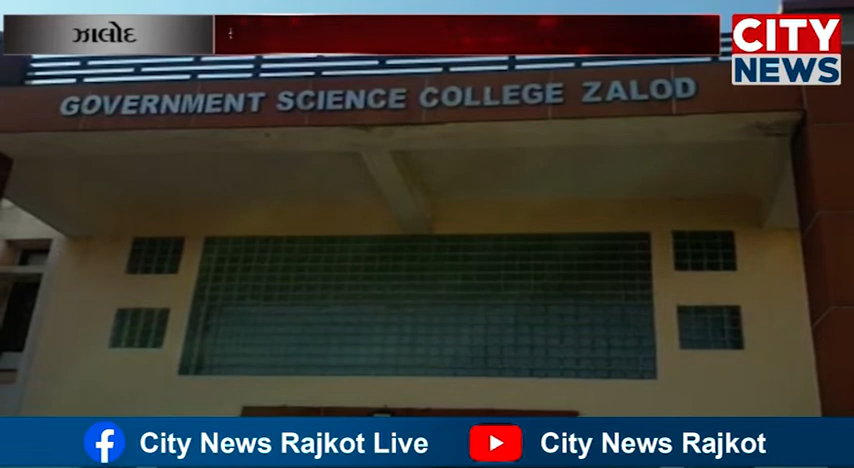 ઝાલોદ
CITY
NEWS
GOVERNMENT SCIENCE COLLEGE ZALOD
City News Rajkot Live
City News Rajkot